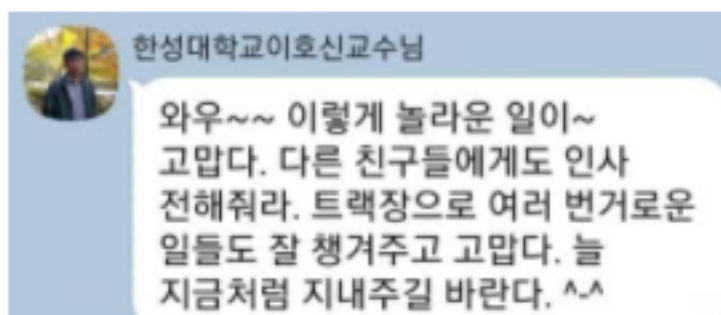 한성대학교이호신교수님
와우~~ 이렇게 놀라운 일이~
고맙다. 다른 친구들에게도 인사
전해줘라. 트랙장으로 여러 번거로운
일들도 잘 챙겨주고 고맙다. 늘
지금처럼 지내주길 바란다. ^-^